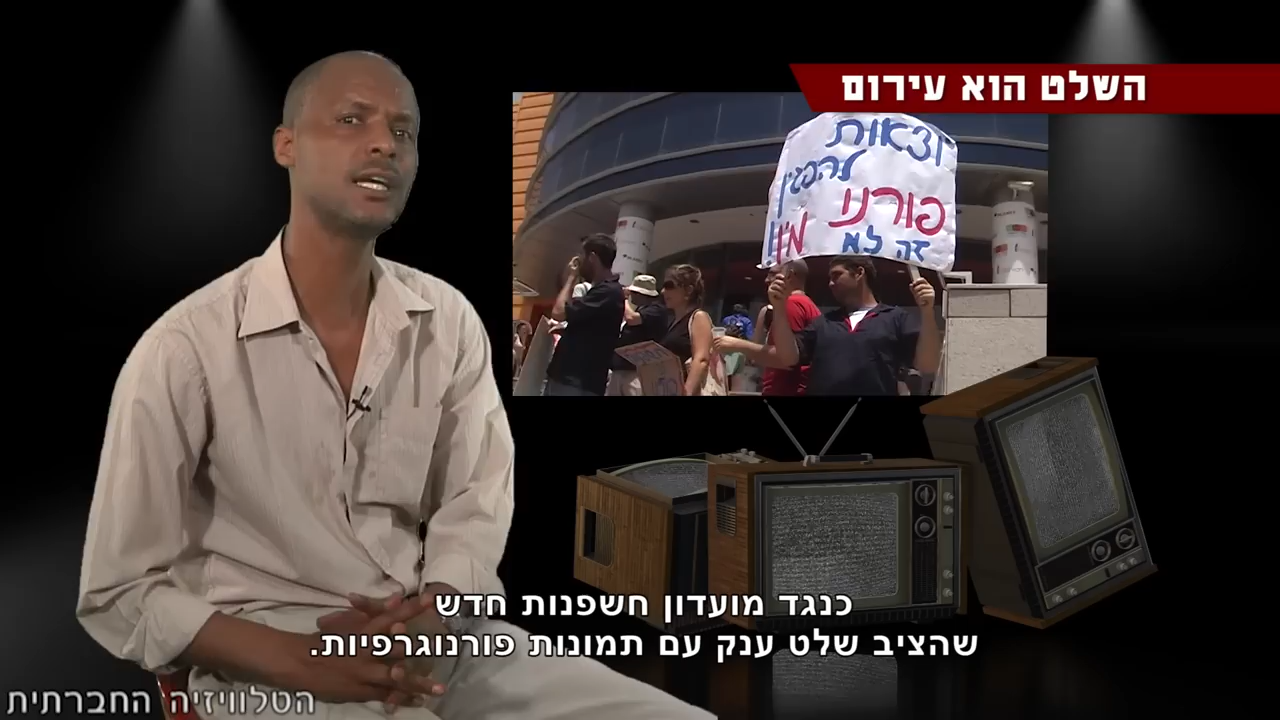 השלט הוא עירום
יוצאות
להפגין
פורנו
זה לא מין!
כנגד מועדון חשפנות חדש
שהציב שלט ענק עם תמונות פורנוגרפיות.
הטלוויזיה החברתית